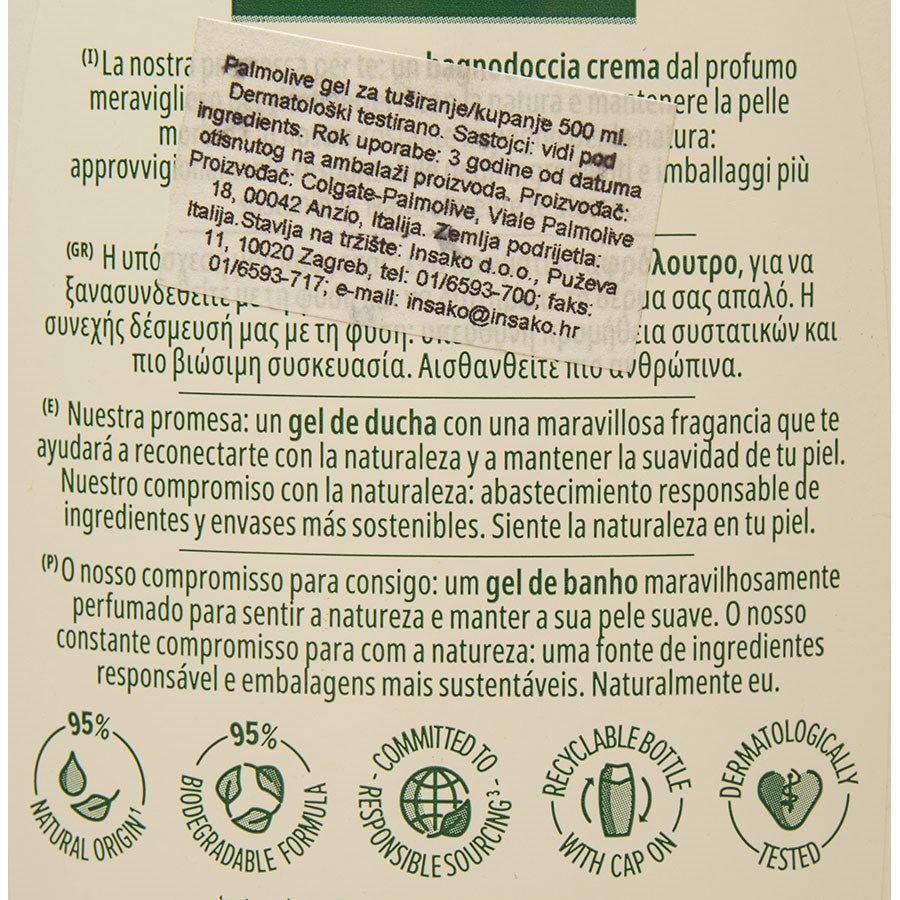 (I) La nostra bagnodoccia crema dal profumo
natura e mantenere la pelle
emballaggi più
Palmolive gel za tuširanje/kupanje 500 ml.
Dermatološki testirano. Sastojci: vidi pod
ingredients. Rok uporabe: 3 godine od datuma
otisnutog na ambalaži proizvoda. Proizvođač:
Proizvođač: Colgate-Palmolive, Viale Palmolive
18, 00042 Anzio, Italija. Zemlja podrijetla:
Italija.Stavlja na tržište: Insako d.o.o., Puževa
11, 10020 Zagreb, tel: 01/6593-700; faks:
01/6593-717; e-mail: insako@insako.hr
(GR) Η για να
μα σας απαλό. Η
συνεχής δέσμευσή μας με τη φύση: συστατικών και
πιο βιώσιμη συσκευασία. Αισθανθείτε πιο ανθρώπινα.
(E) Nuestra promesa: un gel de ducha con una maravillosa fragancia que te
ayudará a reconectarte con la naturaleza y a mantener la suavidad de tu piel.
Nuestro compromiso con la naturaleza: abastecimiento responsable de
ingredientes y envases más sostenibles. Siente la naturaleza en tu piel.
(P) O nosso compromisso para consigo: um gel de banho maravilhosamente
perfumado para sentir a natureza e manter a sua pele suave. O nosso
constante compromisso para com a natureza: uma fonte de ingredientes
responsável e embalagens mais sustentáveis. Naturalmente eu.
95%
NATURAL ORIGIN¹
95%
BIODEGRADABLE FORMULA
- COMMITTED TO -
RESPONSIBLE SOURCING³
RECYCLABLE BOTTLE
WITH CAP ON
DERMATOLOGICALLY
TESTED